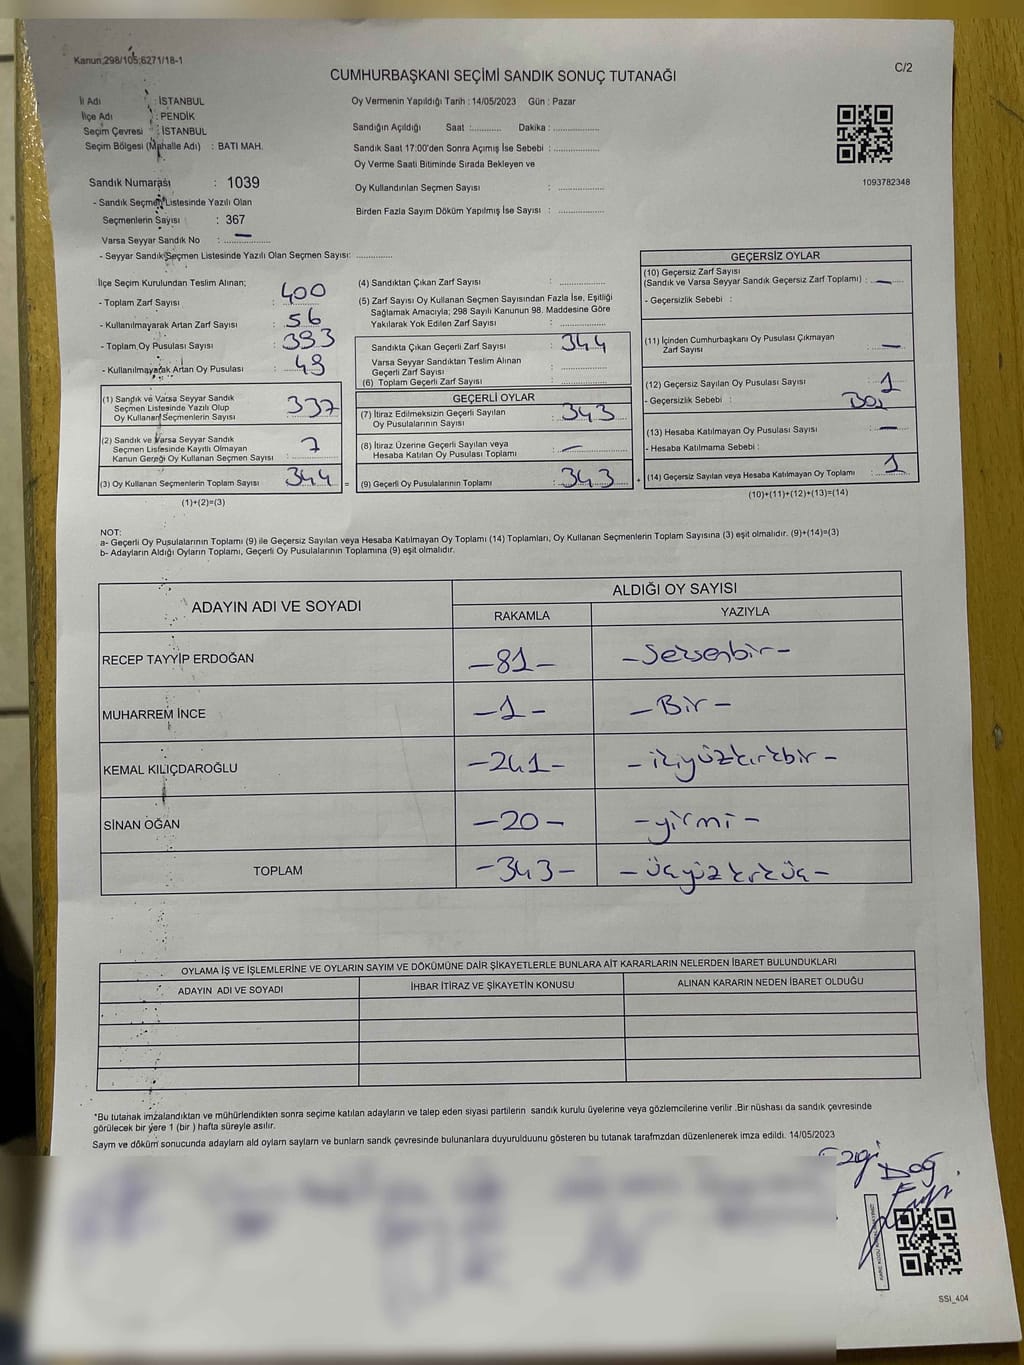 Kanun;298/105;6271/18-1
C/2
CUMHURBAŞKANI SEÇİMİ SANDIK SONUÇ TUTANAĞI
İl Adı : İSTANBUL
İlçe Adı : PENDİK
Seçim Çevresi : İSTANBUL
Seçim Bölgesi (Mahalle Adı) : BATI MAH.
Sandık Numarası : 1039
- Sandık Seçmen Listesinde Yazılı Olan
Seçmenlerin Sayısı : 367
Varsa Seyyar Sandık No : —
- Seyyar Sandık Seçmen Listesinde Yazılı Olan Seçmen Sayısı: ..............
Oy Vermenin Yapıldığı Tarih : 14/05/2023 Gün : Pazar
Sandığın Açıldığı Saat :........... Dakika : ................
Sandık Saat 17:00'den Sonra Açımış İse Sebebi : ................
Oy Verme Saati Bitiminde Sırada Bekleyen ve
Oy Kullandırılan Seçmen Sayısı : ................
Birden Fazla Sayım Döküm Yapılmış İse Sayısı : ................
1093782348
İlçe Seçim Kurulundan Teslim Alınan;
- Toplam Zarf Sayısı : 400
- Kullanılmayarak Artan Zarf Sayısı : 56
- Toplam Oy Pusulası Sayısı : 393
- Kullanılmayarak Artan Oy Pusulası : 49
(1) Sandık ve Varsa Seyyar Sandık
Seçmen Listesinde Yazılı Olup
Oy Kullanan Seçmenlerin Sayısı : 337
(2) Sandık ve Varsa Seyyar Sandık
Seçmen Listesinde Kayıtlı Olmayan
Kanun Gereği Oy Kullanan Seçmen Sayısı : 7
(3) Oy Kullanan Seçmenlerin Toplam Sayısı : 344 =
(1)+(2)=(3)
(4) Sandıktan Çıkan Zarf Sayısı : ................
(5) Zarf Sayısı Oy Kullanan Seçmen Sayısından Fazla İse, Eşitliği
Sağlamak Amacıyla; 298 Sayılı Kanunun 98. Maddesine Göre
Yakılarak Yok Edilen Zarf Sayısı : ................
Sandıkta Çıkan Geçerli Zarf Sayısı : 344
Varsa Seyyar Sandıktan Teslim Alınan
Geçerli Zarf Sayısı : ................
(6) Toplam Geçerli Zarf Sayısı : ................
GEÇERLİ OYLAR
(7) İtiraz Edilmeksizin Geçerli Sayılan : 343
Oy Pusulalarının Sayısı
(8) İtiraz Üzerine Geçerli Sayılan veya : —
Hesaba Katılan Oy Pusulası Toplamı
(9) Geçerli Oy Pusulalarının Toplamı : 343 +
GEÇERSİZ OYLAR
(10) Geçersiz Zarf Sayısı
(Sandık ve Varsa Seyyar Sandık Geçersiz Zarf Toplamı) : —
- Geçersizlik Sebebi :
(11) İçinden Cumhurbaşkanı Oy Pusulası Çıkmayan
Zarf Sayısı : —
(12) Geçersiz Sayılan Oy Pusulası Sayısı : 1
- Geçersizlik Sebebi : Boş
(13) Hesaba Katılmayan Oy Pusulası Sayısı : —
- Hesaba Katılmama Sebebi :
(14) Geçersiz Sayılan veya Hesaba Katılmayan Oy Toplamı : 1
(10)+(11)+(12)+(13)=(14)
NOT:
a- Geçerli Oy Pusulalarının Toplamı (9) ile Geçersiz Sayılan veya Hesaba Katılmayan Oy Toplamı (14) Toplamları, Oy Kullanan Seçmenlerin Toplam Sayısına (3) eşit olmalıdır. (9)+(14)=(3)
b- Adayların Aldığı Oyların Toplamı, Geçerli Oy Pusulalarının Toplamına (9) eşit olmalıdır.
ADAYIN ADI VE SOYADI ALDIĞI OY SAYISI
RAKAMLA YAZIYLA
RECEP TAYYİP ERDOĞAN –81– –Seksenbir–
MUHARREM İNCE –1– –Bir–
KEMAL KILIÇDAROĞLU –241– –ikiyüzkırkbir–
SİNAN OĞAN –20– –yirmi–
TOPLAM –343– –üçyüzkırküç–
OYLAMA İŞ VE İŞLEMLERİNE VE OYLARIN SAYIM VE DÖKÜMÜNE DAİR ŞİKAYETLERLE BUNLARA AİT KARARLARIN NELERDEN İBARET BULUNDUKLARI
ADAYIN ADI VE SOYADI İHBAR İTİRAZ VE ŞİKAYETİN KONUSU ALINAN KARARIN NEDEN İBARET OLDUĞU
*Bu tutanak imzalandıktan ve mühürlendikten sonra seçime katılan adayların ve talep eden siyasi partilerin sandık kurulu üyelerine veya gözlemcilerine verilir .Bir nüshası da sandık çevresinde
görülecek bir yere 1 (bir ) hafta süreyle asılır.
Saym ve döküm sonucunda adaylarm ald oylam saylarn ve bunlarn sandk çevresinde bulunanlara duyurulduunu gösteren bu tutanak tarafmzdan düzenlenerek imza edildi. 14/05/2023
Ezgi Doğ
SSI_404